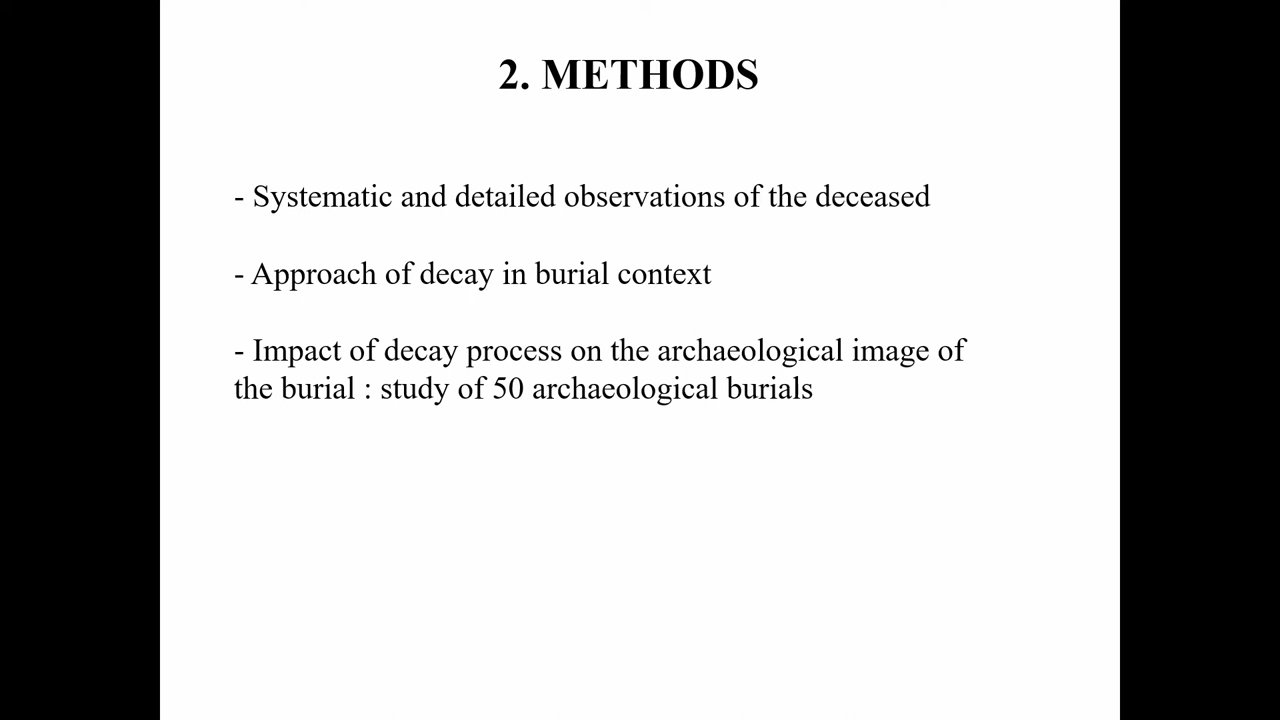 2. METHODS
- Systematic and detailed observations of the deceased
- Approach of decay in burial context
- Impact of decay process on the archaeological image of
the burial : study of 50 archaeological burials